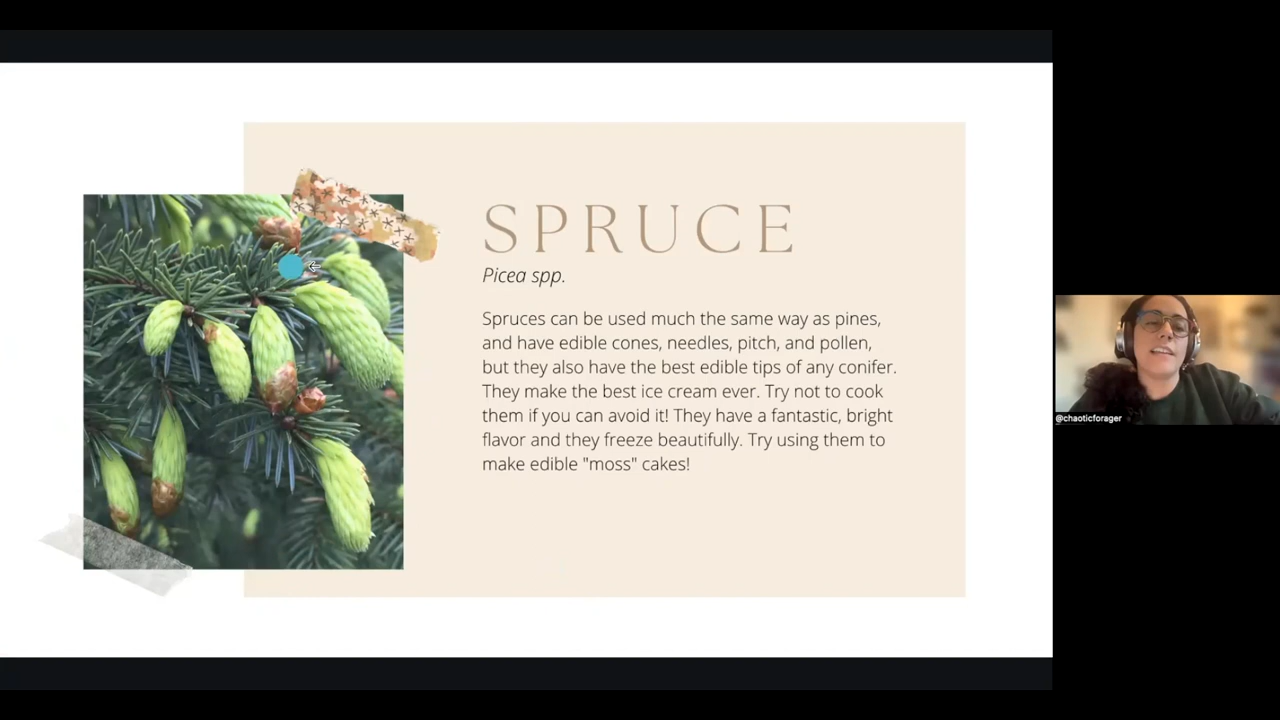 SPRUCE
Picea spp.
Spruces can be used much the same way as pines,
and have edible cones, needles, pitch, and pollen,
but they also have the best edible tips of any conifer.
They make the best ice cream ever. Try not to cook
them if you can avoid it! They have a fantastic, bright
flavor and they freeze beautifully. Try using them to
make edible "moss" cakes!
@chaoticforager